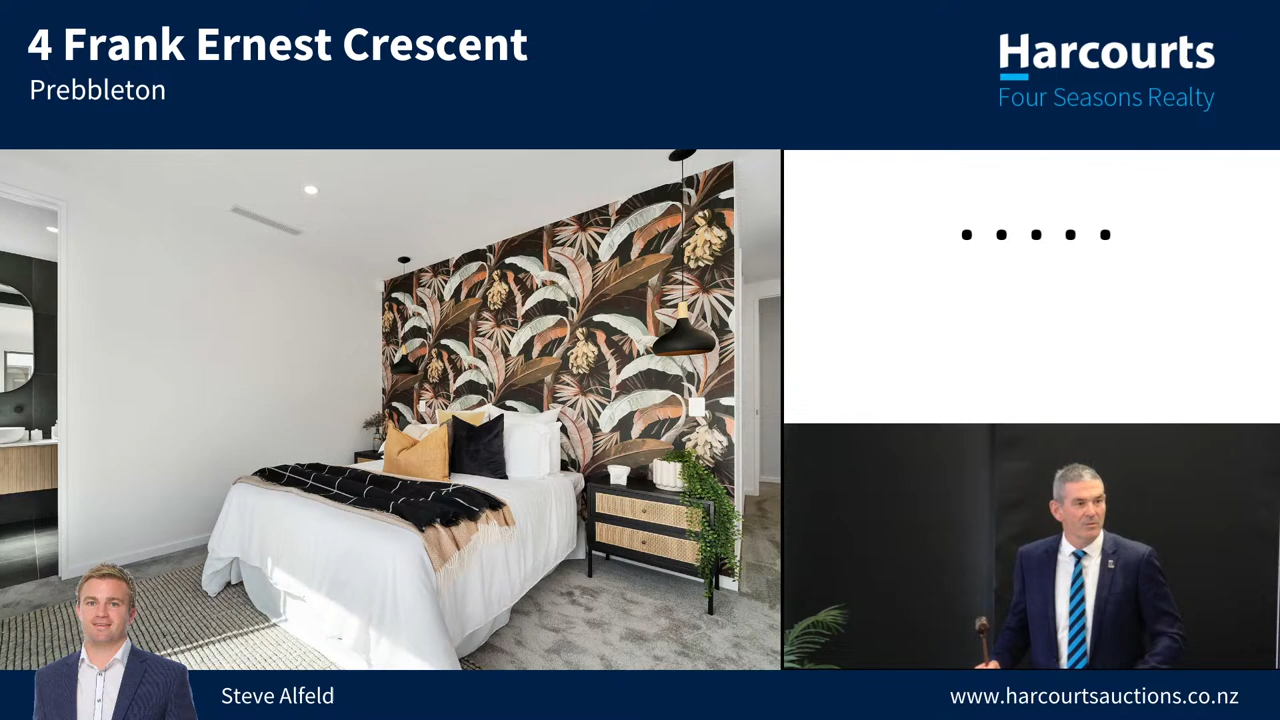 4 Frank Ernest Crescent
Prebbleton
Harcourts
Four Seasons Realty
.....
Steve Alfeld
www.harcourtsauctions.co.nz